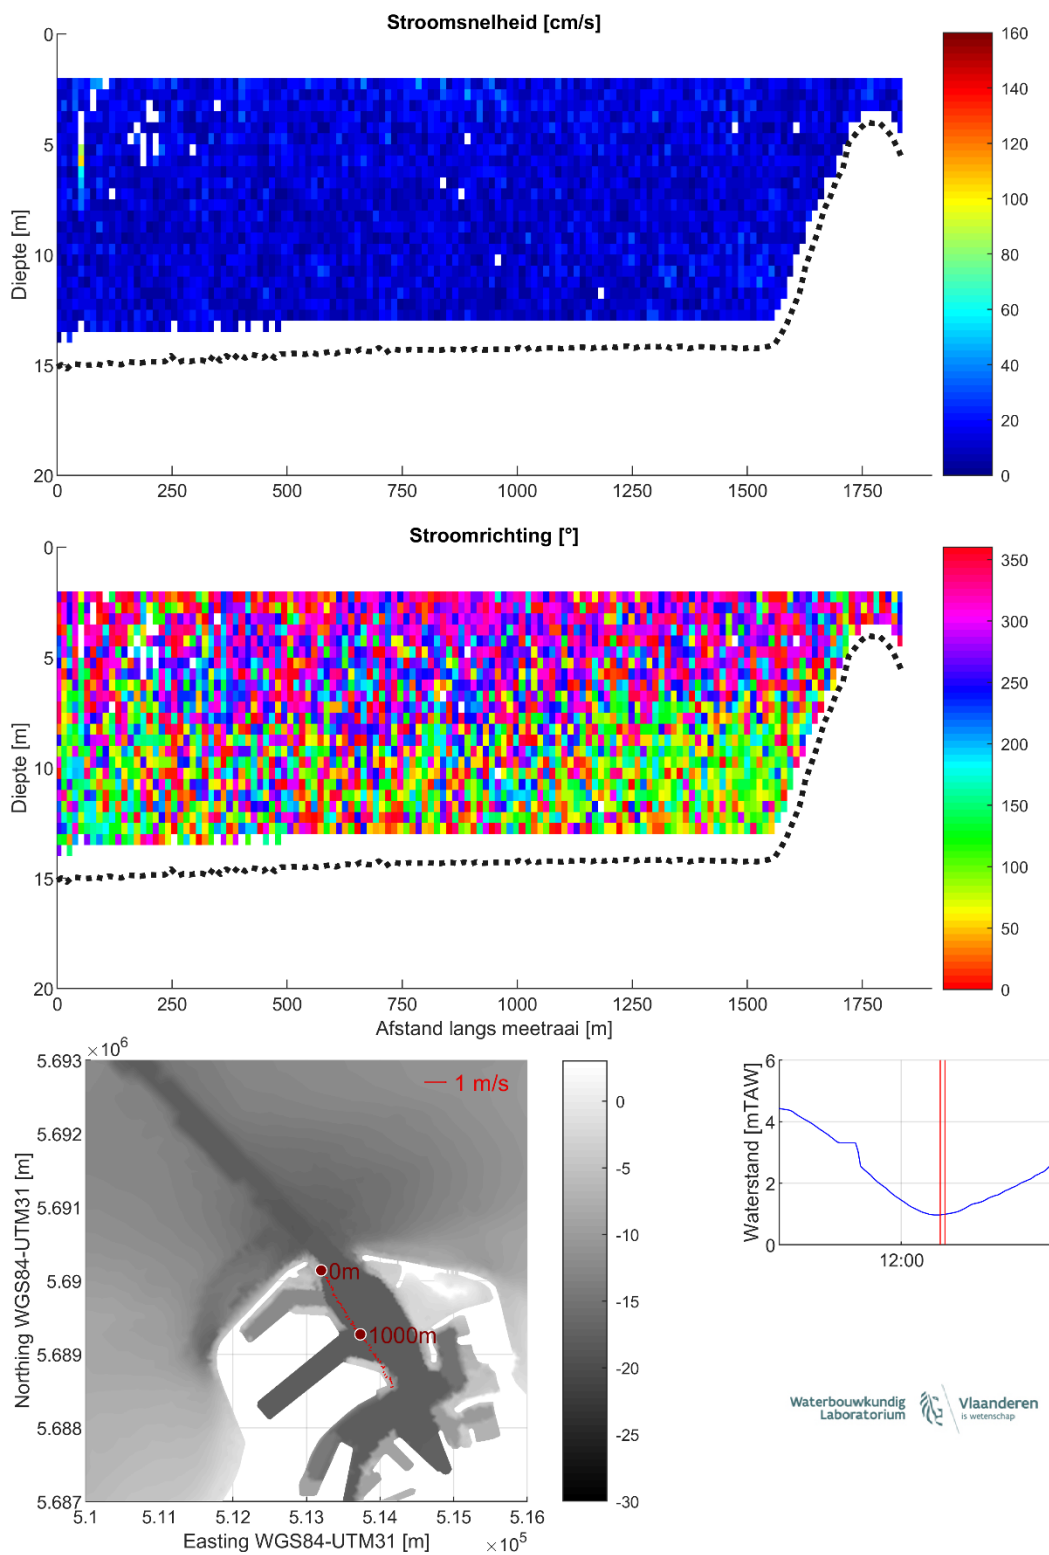 Stroomsnelheid [cm/s]
0
5
10
15
20
Diepte [m]
0 250 500 750 1000 1250 1500 1750
160
140
120
100
80
60
40
20
0
Stroomrichting [°]
0
5
10
15
20
Diepte [m]
0 250 500 750 1000 1250 1500 1750
Afstand langs meetraai [m]
350
300
250
200
150
100
50
0
×10⁶
5.693
5.692
5.691
5.69
5.689
5.688
5.687
Northing WGS84-UTM31 [m]
1 m/s
0m
1000m
5.1 5.12 5.13 5.14 5.15 5.16
Easting WGS84-UTM31 [m]
×10⁵
0
-5
-10
-15
-20
-25
-30
6
4
2
0
Waterstand [mTAW]
12:00
Waterbouwkundig
Laboratorium
Vlaanderen
is wetenschap